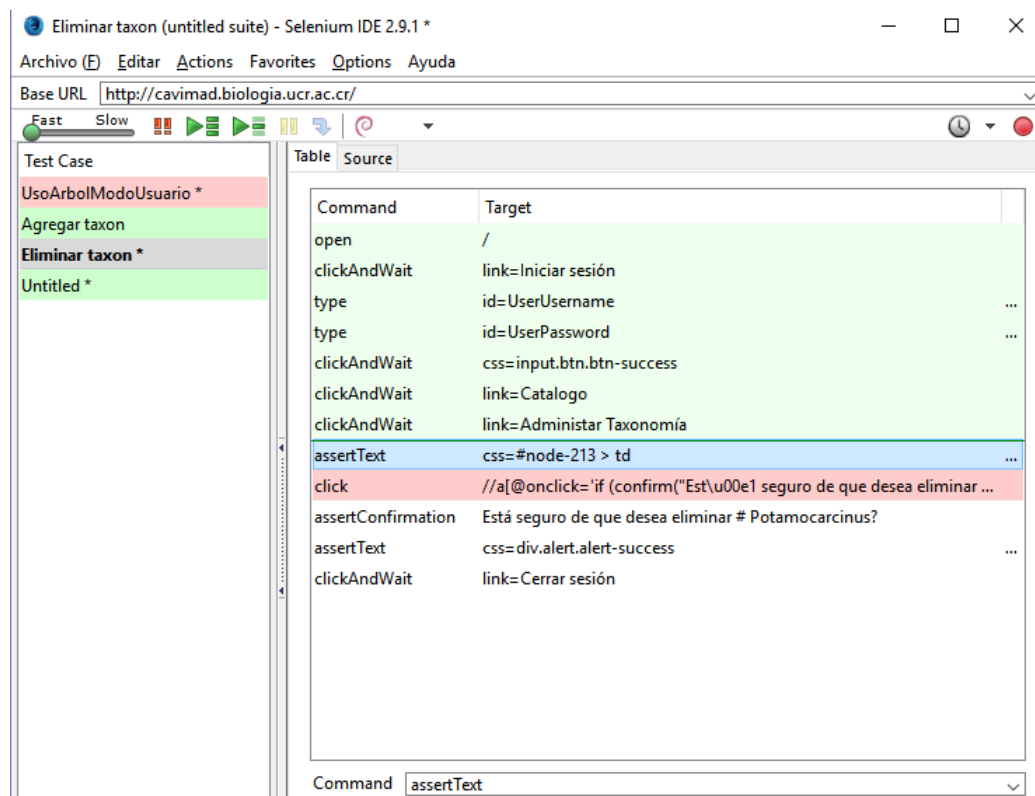 Eliminar taxon (untitled suite) - Selenium IDE 2.9.1 *
Archivo (F) Editar Actions Favorites Options Ayuda
Base URL http://cavimad.biologia.ucr.ac.cr/
Fast Slow
Test Case
UsoArbolModoUsuario *
Agregar taxon
Eliminar taxon *
Untitled *
Table Source
Command Target
open /
clickAndWait link=Iniciar sesión
type id=UserUsername ...
type id=UserPassword ...
clickAndWait css=input.btn.btn-success
clickAndWait link=Catalogo
clickAndWait link=Administar Taxonomía
assertText css=#node-213 > td ...
click //a[@onclick='if (confirm("Est\u00e1 seguro de que desea eliminar ...
assertConfirmation Está seguro de que desea eliminar # Potamocarcinus?
assertText css=div.alert.alert-success ...
clickAndWait link=Cerrar sesión
Command assertText